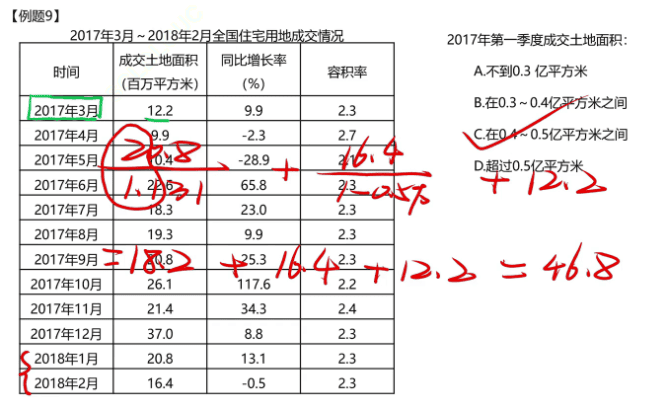 【例题9】
2017年3月~2018年2月全国住宅用地成交情况
时间 成交土地面积(百万平方米) 同比增长率(%) 容积率
2017年3月 12.2 9.9 2.3
2017年4月 9.9 -2.3 2.7
2017年5月 -28.9
2017年6月 65.8 2.3
2017年7月 18.3 23.0 2.3
2017年8月 19.3 9.9 2.3
2017年9月 25.3 2.3
2017年10月 26.1 117.6 2.2
2017年11月 21.4 34.3 2.4
2017年12月 37.0 8.8 2.3
2018年1月 20.8 13.1 2.3
2018年2月 16.4 -0.5 2.3
2017年第一季度成交土地面积:
A.不到0.3 亿平方米
B.在0.3~0.4亿平方米之间
C.在0.4~0.5亿平方米之间
D.超过0.5亿平方米
20.8 + 16.4 + 12.2
1.131 1-0.5%
=18.2 + 16.4 +12.2 = 46.8